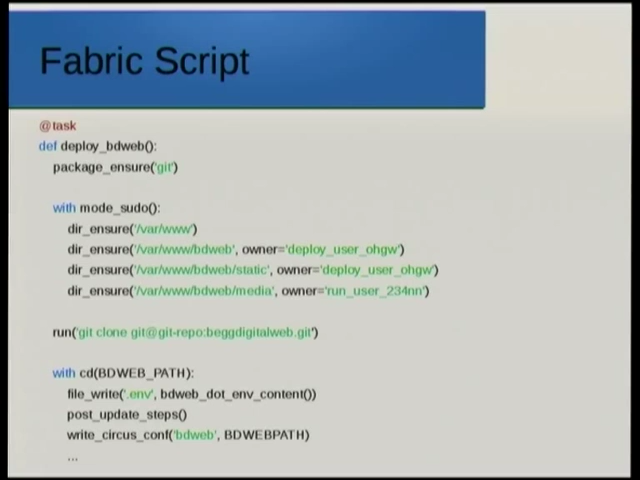 Fabric Script
@task
def deploy_bdweb():
package_ensure('git')
with mode_sudo():
dir_ensure('/var/www')
dir_ensure('/var/www/bdweb', owner='deploy_user_ohgw')
dir_ensure('/var/www/bdweb/static', owner='deploy_user_ohgw')
dir_ensure('/var/www/bdweb/media', owner='run_user_234nn')
run('git clone git@git-repo:beggdigitalweb.git')
with cd(BDWEB_PATH):
file_write('.env', bdweb_dot_env_content())
post_update_steps()
write_circus_conf('bdweb', BDWEBPATH)
...